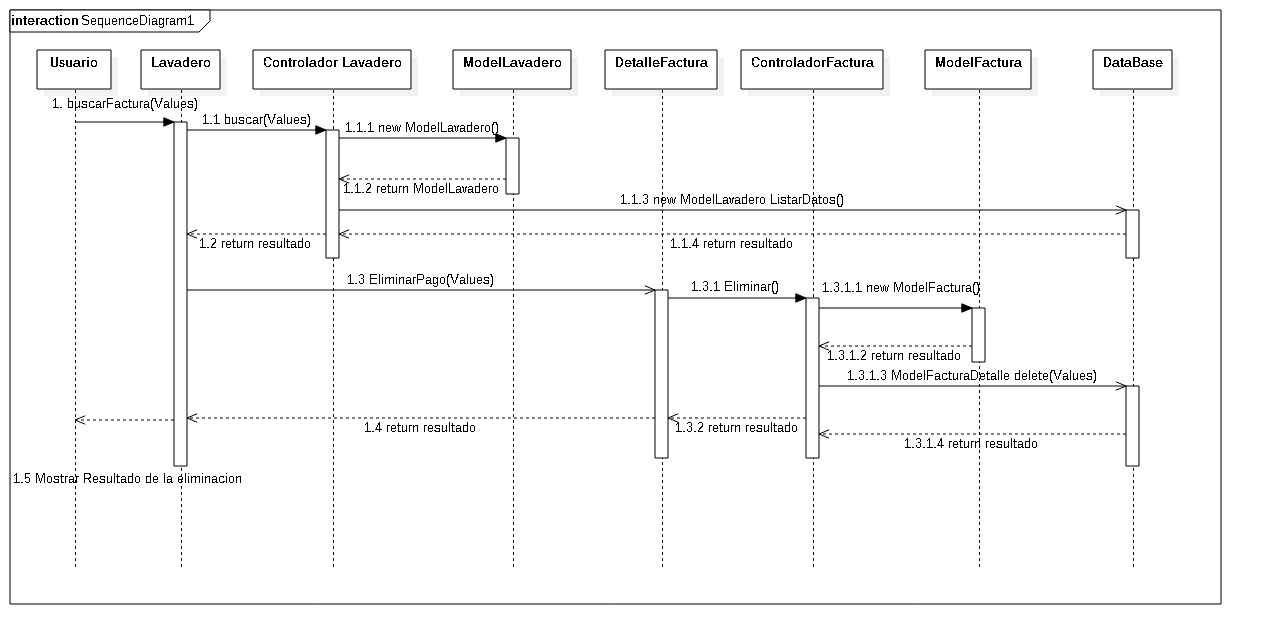 interaction SequenceDiagram1
Usuario
Lavadero
Controlador Lavadero
ModelLavadero
DetalleFactura
ControladorFactura
ModelFactura
DataBase
1. buscarFactura(Values)
1.1 buscar(Values)
1.1.1 new ModelLavadero()
1.1.2 return ModelLavadero
1.1.3 new ModelLavadero ListarDatos()
1.2 return resultado
1.1.4 return resultado
1.3 EliminarPago(Values)
1.3.1 Eliminar()
1.3.1.1 new ModelFactura()
1.3.1.2 return resultado
1.3.1.3 ModelFacturaDetalle delete(Values)
1.4 return resultado
1.3.2 return resultado
1.3.1.4 return resultado
1.5 Mostrar Resultado de la eliminacion